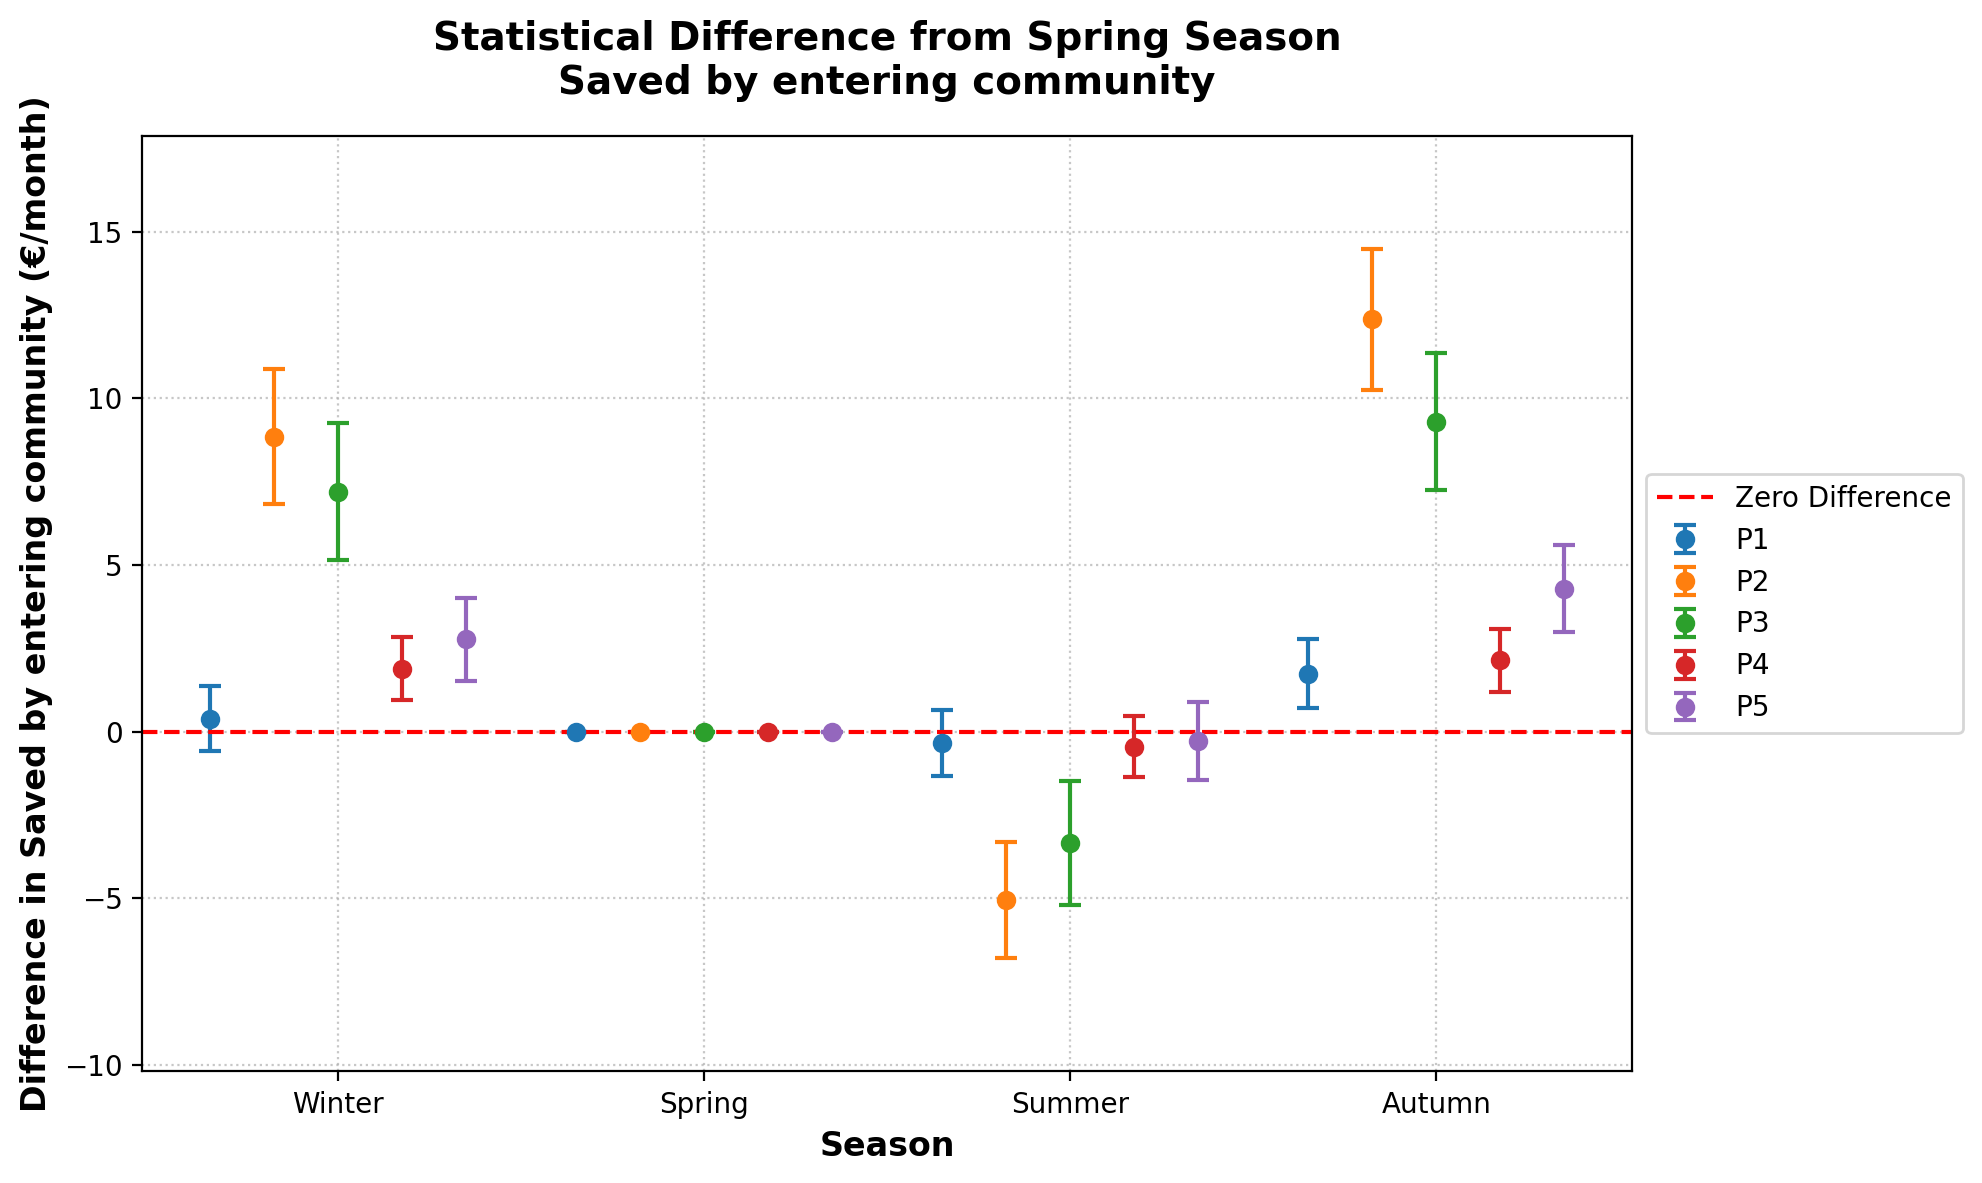 Statistical Difference from Spring Season
Saved by entering community
Difference in Saved by entering community (€/month)
15
10
5
0
−5
−10
Winter
Spring
Summer
Autumn
Season
Zero Difference
P1
P2
P3
P4
P5